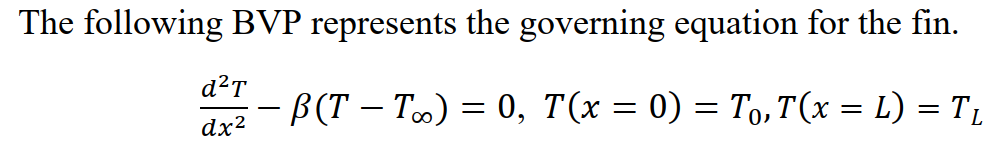 The following BVP represents the governing equation for the fin.
d²T/dx² − β(T − T∞) = 0, T(x = 0) = T₀, T(x = L) = T_L